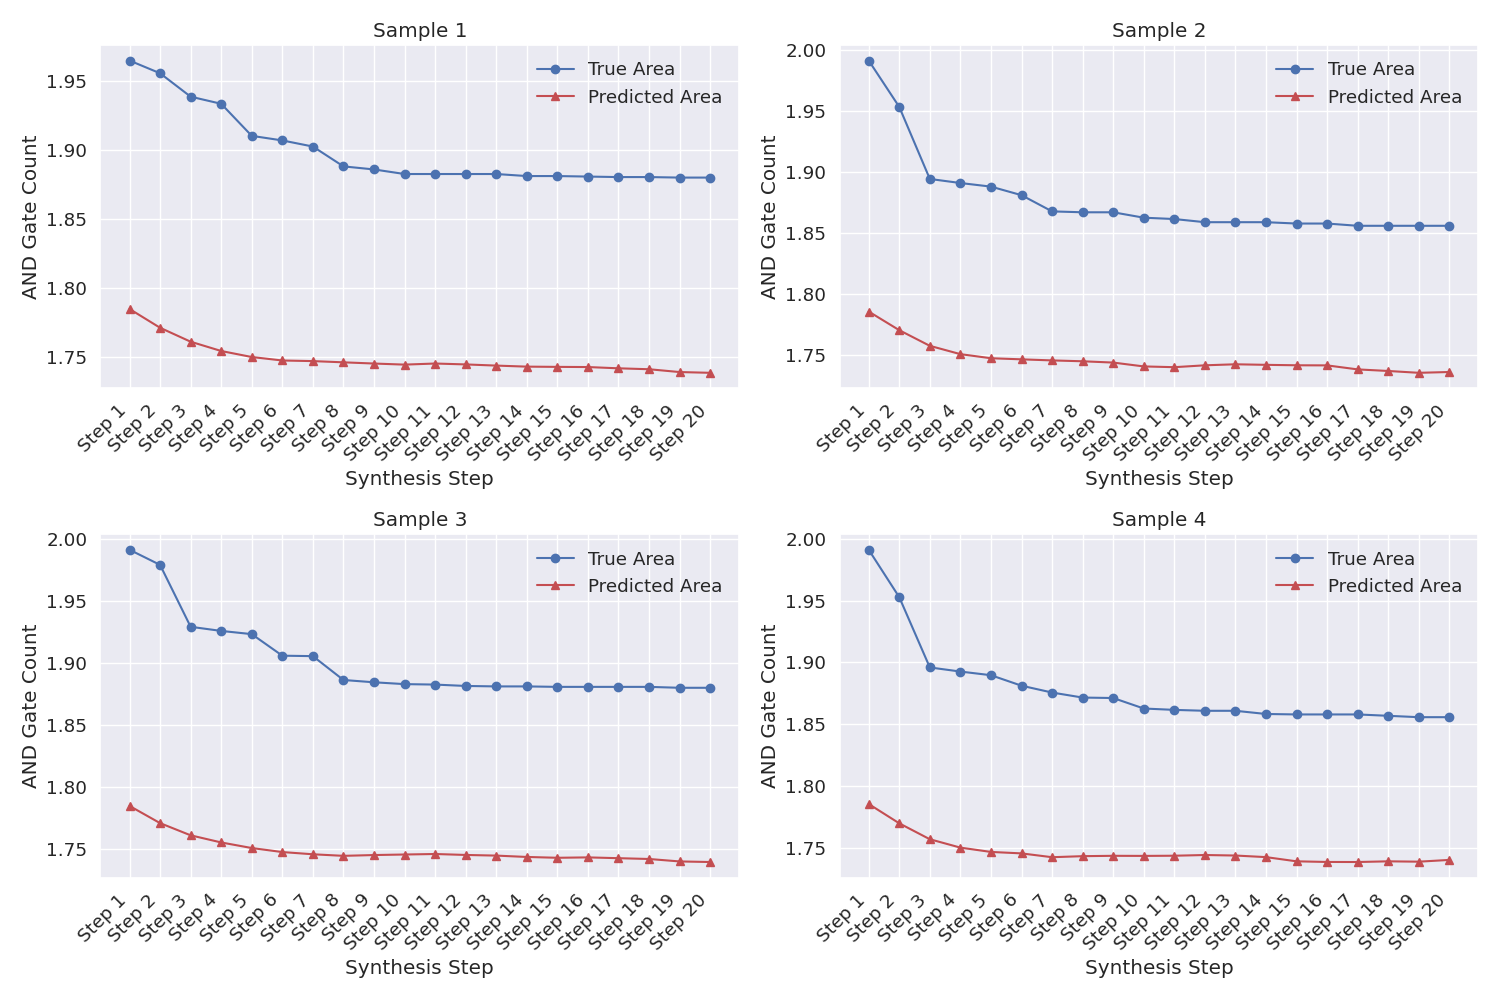 Sample 1
AND Gate Count
1.95
1.90
1.85
1.80
1.75
True Area
Predicted Area
Step 1
Step 2
Step 3
Step 4
Step 5
Step 6
Step 7
Step 8
Step 9
Step 10
Step 11
Step 12
Step 13
Step 14
Step 15
Step 16
Step 17
Step 18
Step 19
Step 20
Synthesis Step
Sample 2
AND Gate Count
2.00
1.95
1.90
1.85
1.80
1.75
True Area
Predicted Area
Step 1
Step 2
Step 3
Step 4
Step 5
Step 6
Step 7
Step 8
Step 9
Step 10
Step 11
Step 12
Step 13
Step 14
Step 15
Step 16
Step 17
Step 18
Step 19
Step 20
Synthesis Step
Sample 3
AND Gate Count
2.00
1.95
1.90
1.85
1.80
1.75
True Area
Predicted Area
Step 1
Step 2
Step 3
Step 4
Step 5
Step 6
Step 7
Step 8
Step 9
Step 10
Step 11
Step 12
Step 13
Step 14
Step 15
Step 16
Step 17
Step 18
Step 19
Step 20
Synthesis Step
Sample 4
AND Gate Count
2.00
1.95
1.90
1.85
1.80
1.75
True Area
Predicted Area
Step 1
Step 2
Step 3
Step 4
Step 5
Step 6
Step 7
Step 8
Step 9
Step 10
Step 11
Step 12
Step 13
Step 14
Step 15
Step 16
Step 17
Step 18
Step 19
Step 20
Synthesis Step